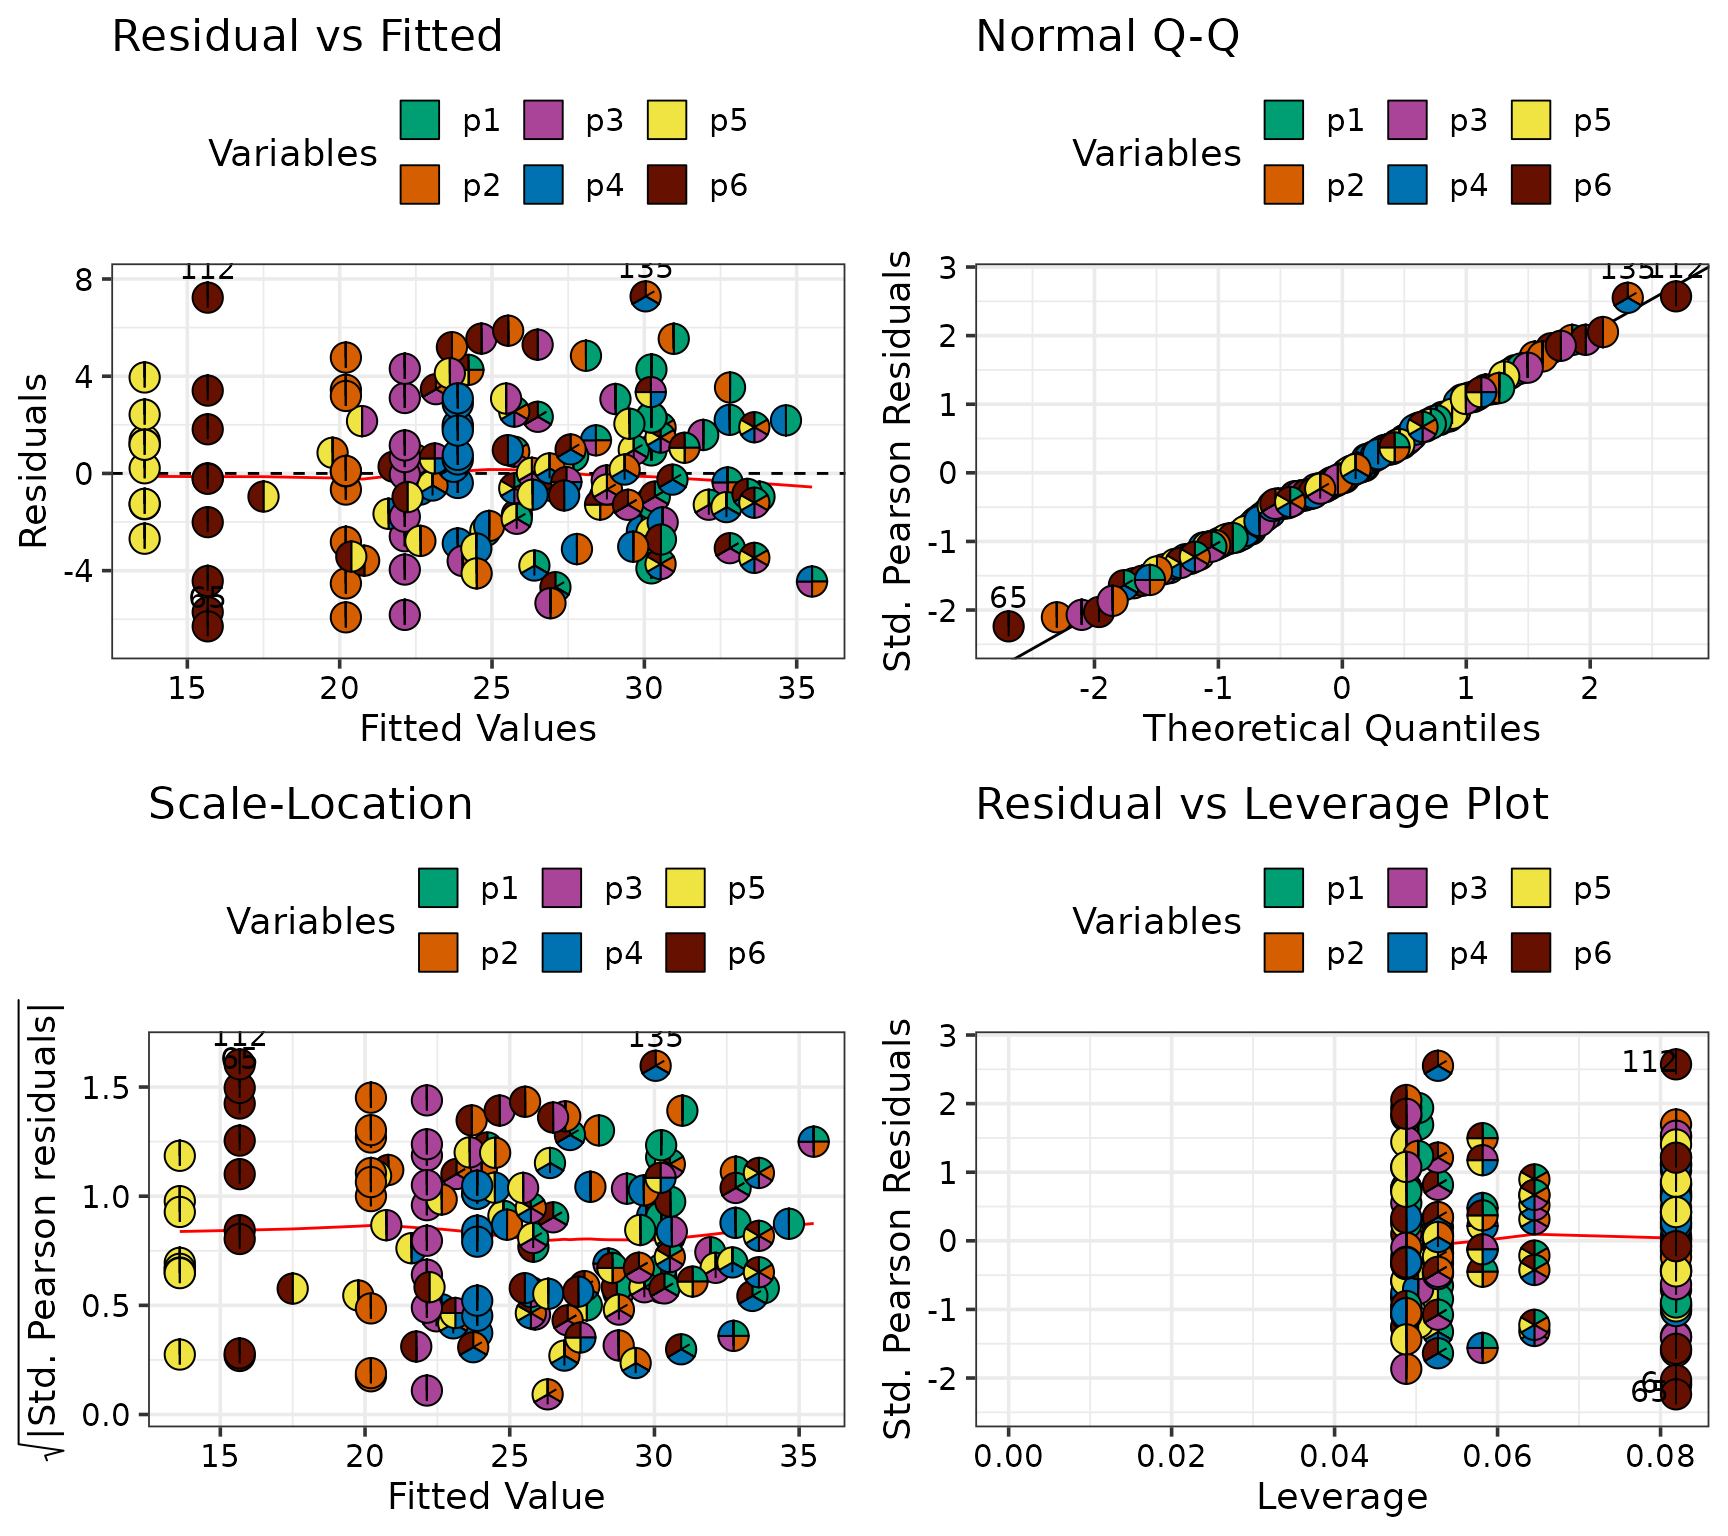 Residual vs Fitted
Variables
p1 p3 p5
p2 p4 p6
112 135
8
4
0
-4
65
Residuals
15 20 25 30 35
Fitted Values
Normal Q-Q
Variables
p1 p3 p5
p2 p4 p6
135 112
3
2
1
0
-1
-2
65
Std. Pearson Residuals
-2 -1 0 1 2
Theoretical Quantiles
Scale-Location
Variables
p1 p3 p5
p2 p4 p6
112 135
65
1.5
1.0
0.5
0.0
√|Std. Pearson residuals|
15 20 25 30 35
Fitted Value
Residual vs Leverage Plot
Variables
p1 p3 p5
p2 p4 p6
3
112
2
1
0
-1
-2
65
Std. Pearson Residuals
0.00 0.02 0.04 0.06 0.08
Leverage